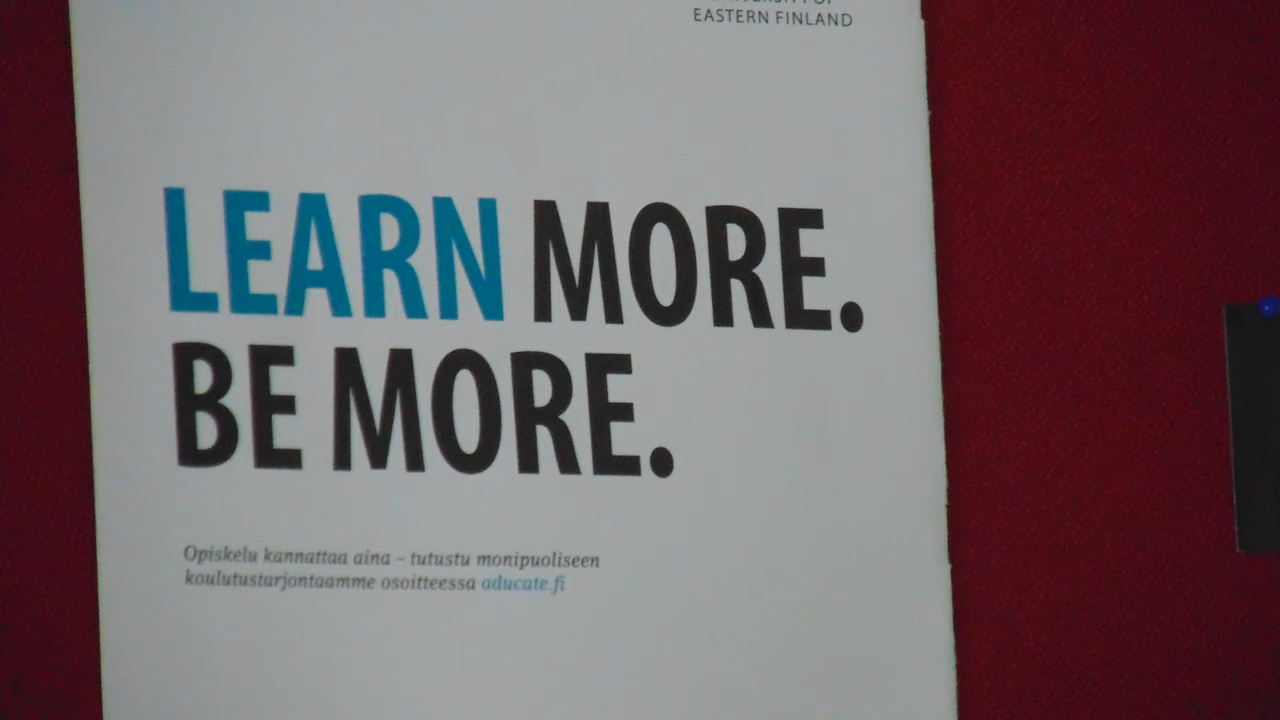 EASTERN FINLAND
LEARN MORE.
BE MORE.
Opiskelu kannattaa aina – tutustu monipuoliseen
koulutustarjontaamme osoitteessa aducate.fi